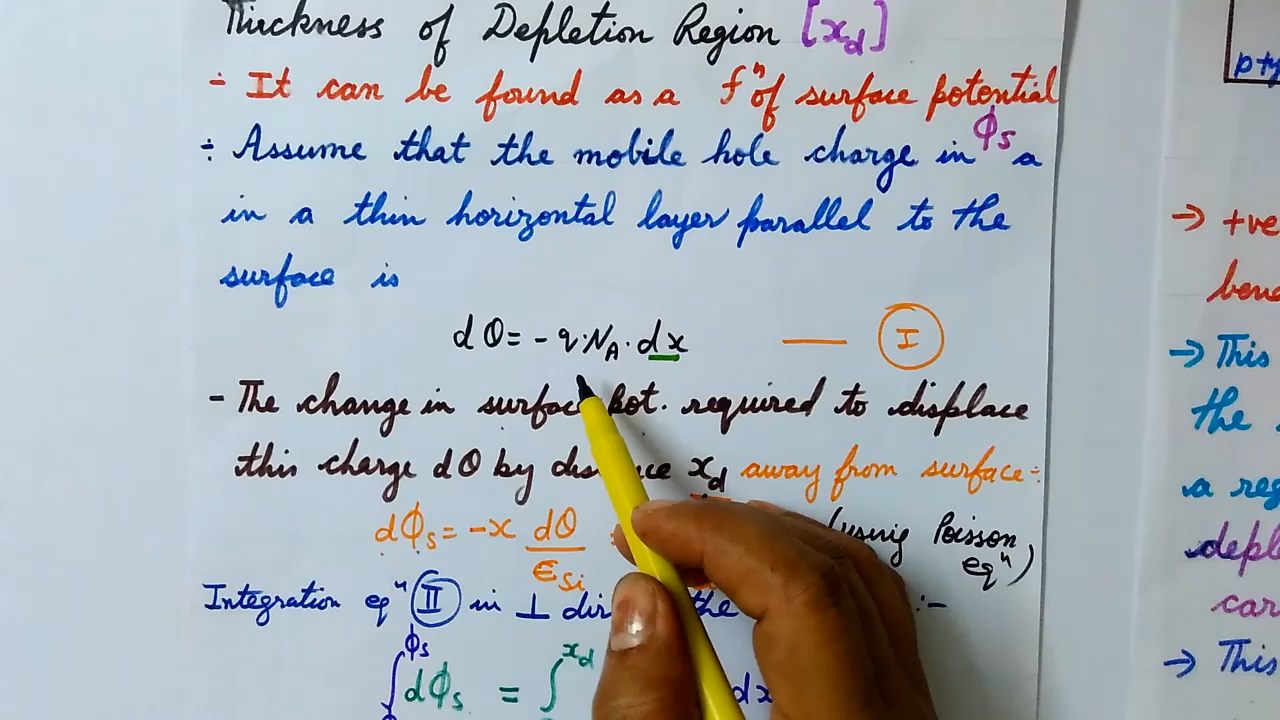 Thickness of Depletion Region [xd]
÷ It can be found as a fⁿ of surface potential
ϕs
÷ Assume that the mobile hole charge in a
in a thin horizontal layer parallel to the
surface is
dQ = - q·NA·dx — I
- The change in surface pot. required to displace
this charge dQ by distance xd away from surface:-
dϕs = -x dQ/ϵSi (using Poisson
eqⁿ)
Integration eqⁿ II in ⊥ the :-
∫ϕs dϕs = ∫xd dx
p-ty
→ +ve
bend
→ This
the
a reg
depl
car
→ This